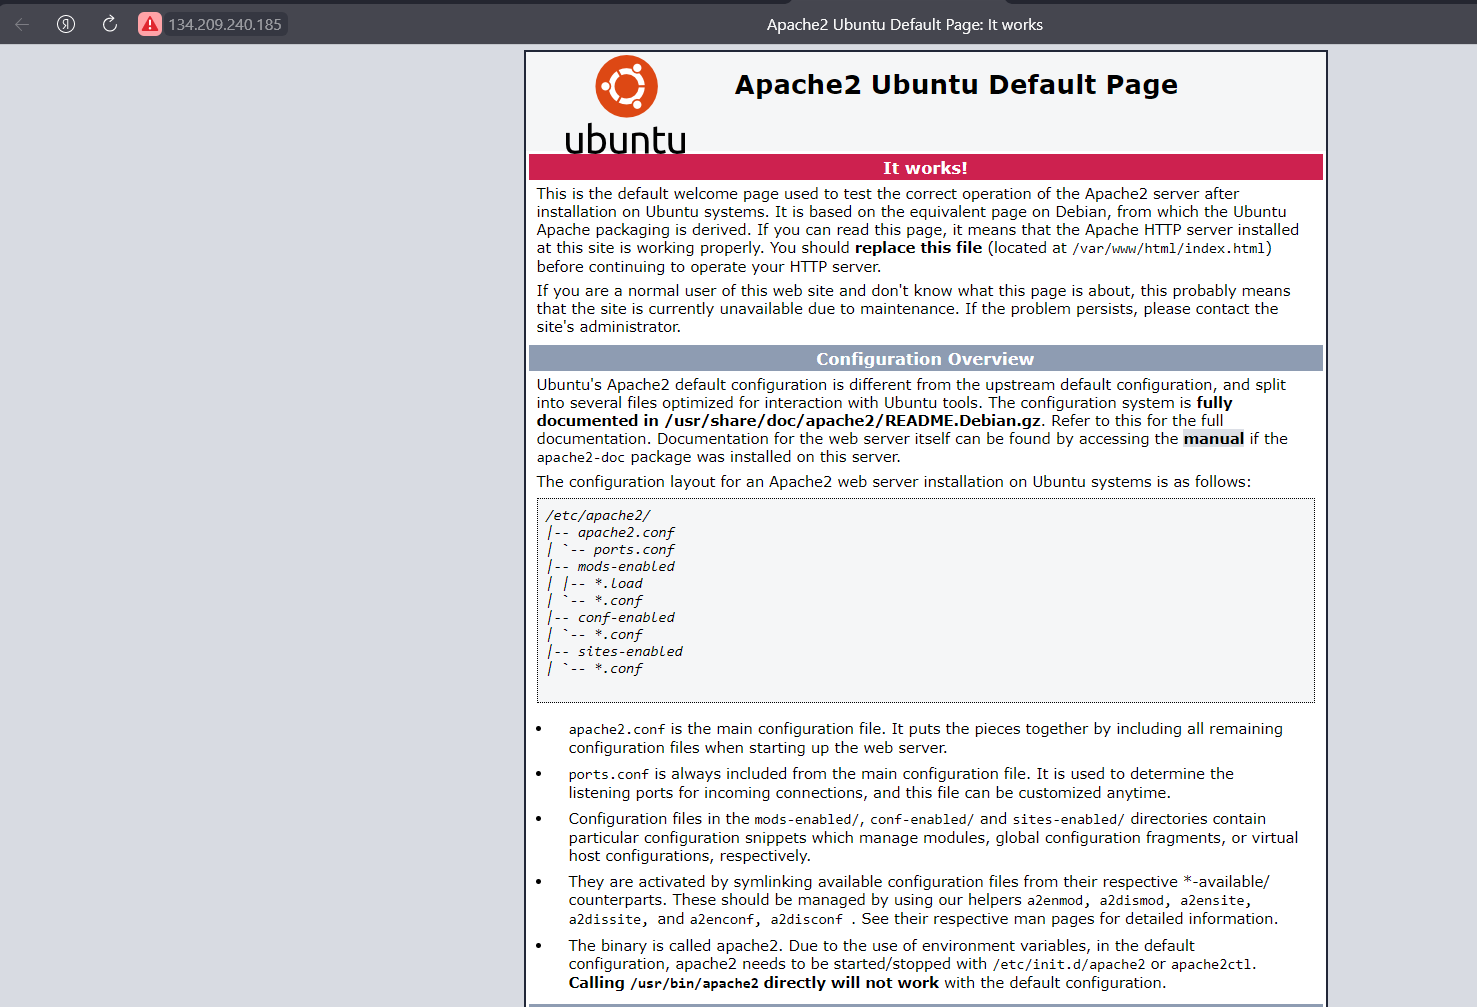 134.209.240.185
Apache2 Ubuntu Default Page: It works
Apache2 Ubuntu Default Page
ubuntu
It works!
This is the default welcome page used to test the correct operation of the Apache2 server after
installation on Ubuntu systems. It is based on the equivalent page on Debian, from which the Ubuntu
Apache packaging is derived. If you can read this page, it means that the Apache HTTP server installed
at this site is working properly. You should replace this file (located at /var/www/html/index.html)
before continuing to operate your HTTP server.
If you are a normal user of this web site and don't know what this page is about, this probably means
that the site is currently unavailable due to maintenance. If the problem persists, please contact the
site's administrator.
Configuration Overview
Ubuntu's Apache2 default configuration is different from the upstream default configuration, and split
into several files optimized for interaction with Ubuntu tools. The configuration system is fully
documented in /usr/share/doc/apache2/README.Debian.gz. Refer to this for the full
documentation. Documentation for the web server itself can be found by accessing the manual if the
apache2-doc package was installed on this server.
The configuration layout for an Apache2 web server installation on Ubuntu systems is as follows:
/etc/apache2/
|-- apache2.conf
| `-- ports.conf
|-- mods-enabled
| |-- *.load
| `-- *.conf
|-- conf-enabled
| `-- *.conf
|-- sites-enabled
| `-- *.conf
• apache2.conf is the main configuration file. It puts the pieces together by including all remaining
configuration files when starting up the web server.
• ports.conf is always included from the main configuration file. It is used to determine the
listening ports for incoming connections, and this file can be customized anytime.
• Configuration files in the mods-enabled/, conf-enabled/ and sites-enabled/ directories contain
particular configuration snippets which manage modules, global configuration fragments, or virtual
host configurations, respectively.
• They are activated by symlinking available configuration files from their respective *-available/
counterparts. These should be managed by using our helpers a2enmod, a2dismod, a2ensite,
a2dissite, and a2enconf, a2disconf . See their respective man pages for detailed information.
• The binary is called apache2. Due to the use of environment variables, in the default
configuration, apache2 needs to be started/stopped with /etc/init.d/apache2 or apache2ctl.
Calling /usr/bin/apache2 directly will not work with the default configuration.